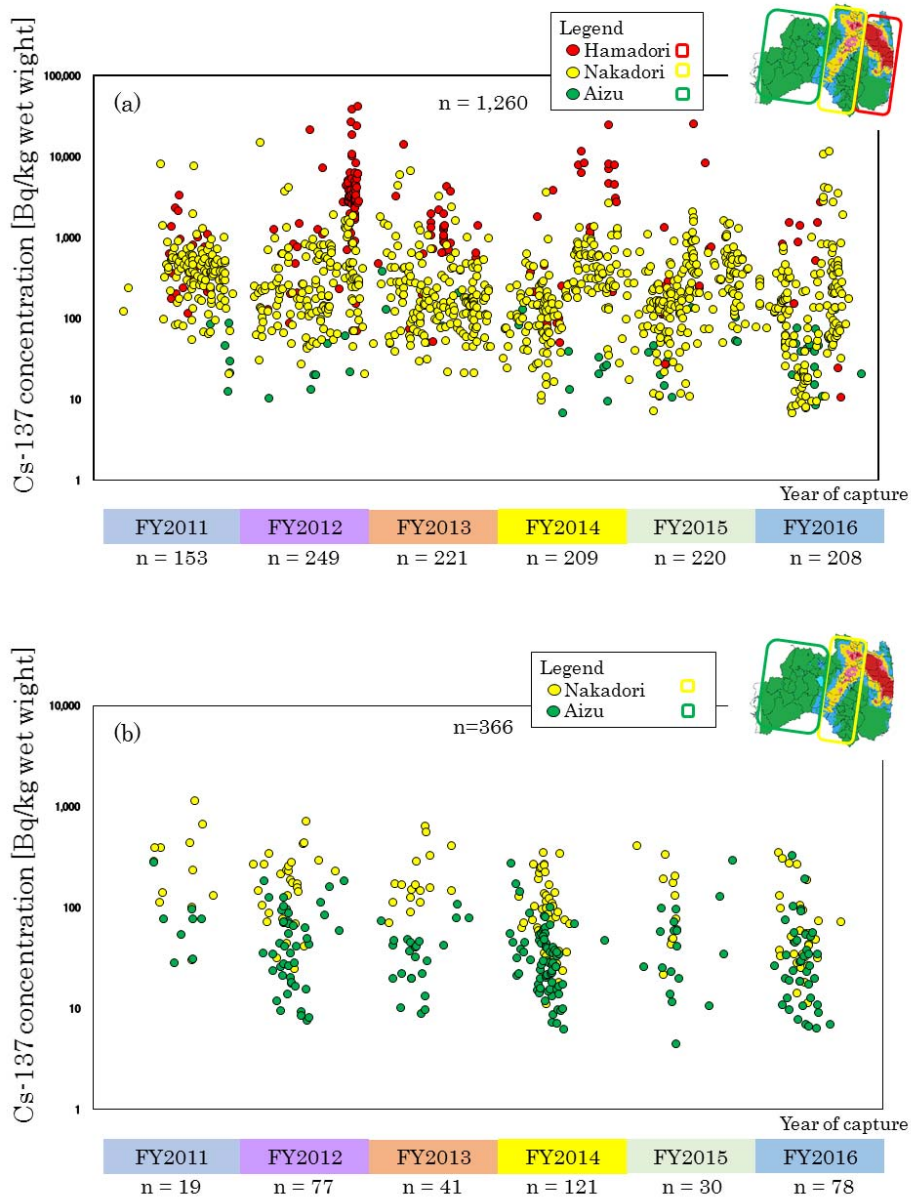 Legend
Hamadori
Nakadori
Aizu
100,000
(a)
n = 1,260
10,000
1,000
100
10
1
Cs-137 concentration [Bq/kg wet wight]
Year of capture
FY2011 FY2012 FY2013 FY2014 FY2015 FY2016
n = 153 n = 249 n = 221 n = 209 n = 220 n = 208
Legend
Nakadori
Aizu
10,000
(b)
n=366
1,000
100
10
1
Cs-137 concentration [Bq/kg wet wight]
Year of capture
FY2011 FY2012 FY2013 FY2014 FY2015 FY2016
n = 19 n = 77 n = 41 n = 121 n = 30 n = 78